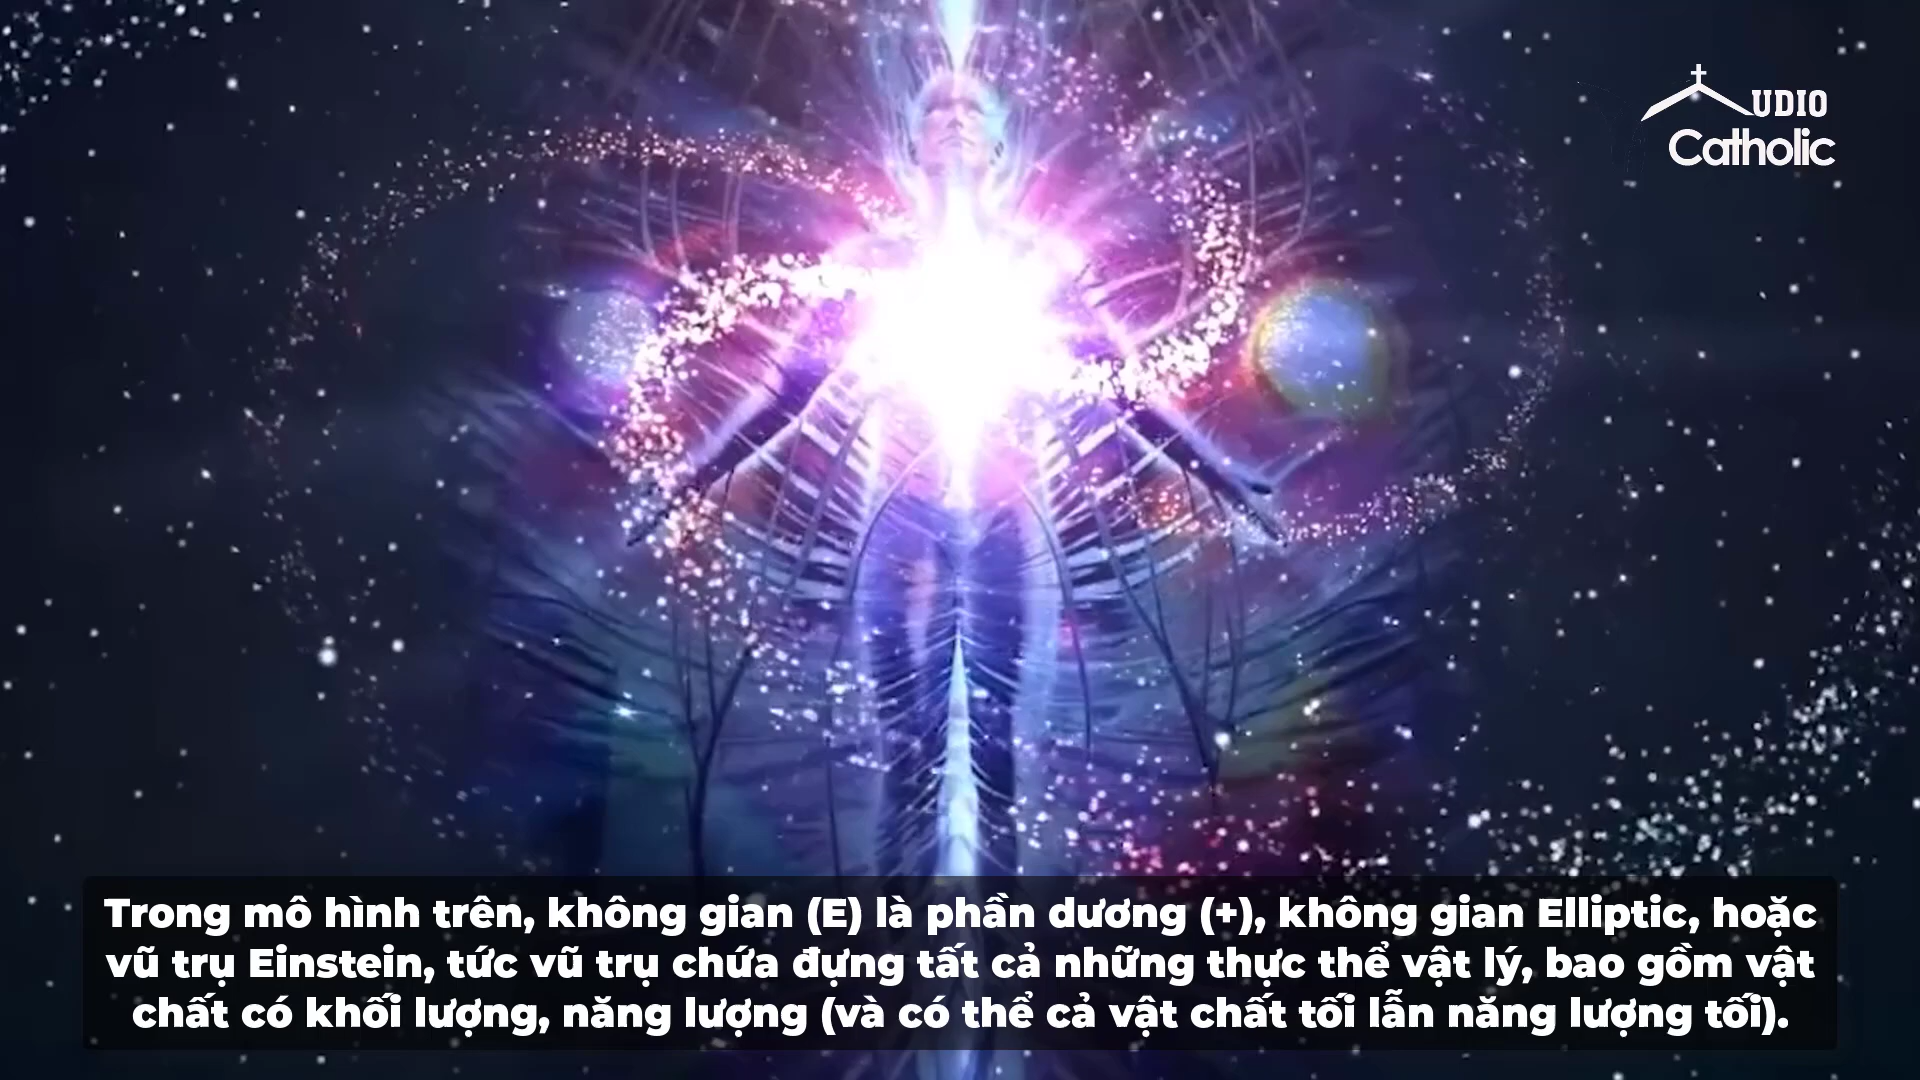 UDIO
Catholic
Trong mô hình trên, không gian (E) là phần dương (+), không gian Elliptic, hoặc
vũ trụ Einstein, tức vũ trụ chứa đựng tất cả những thực thể vật lý, bao gồm vật
chất có khối lượng, năng lượng (và có thể cả vật chất tối lẫn năng lượng tối).